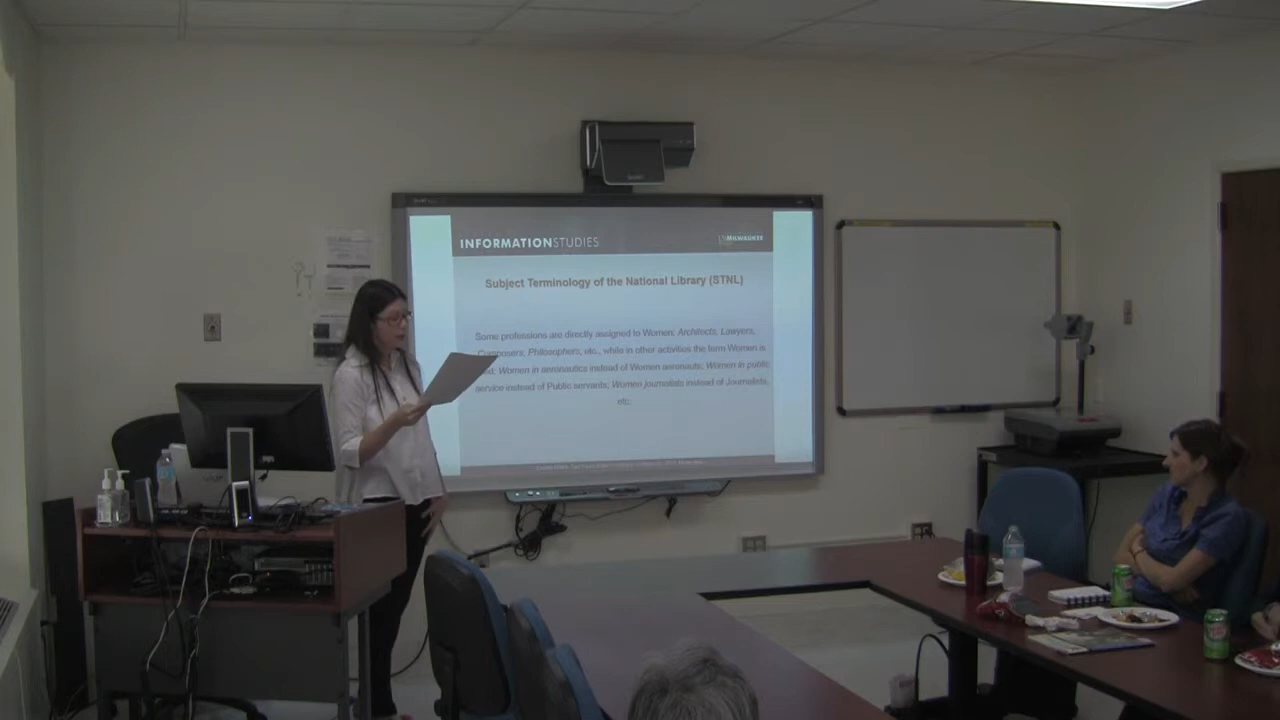 INFORMATIONSTUDIES
MILWAUKEE
Subject Terminology of the National Library (STNL)
Some professions are directly assigned to Women: Architects, Lawyers,
Composers, Philosophers, etc., while in other activities the term Women is
Women in aeronautics instead of Women aeronauts; Women in public
service instead of Public servants; Women journalists instead of Journalists,
etc.